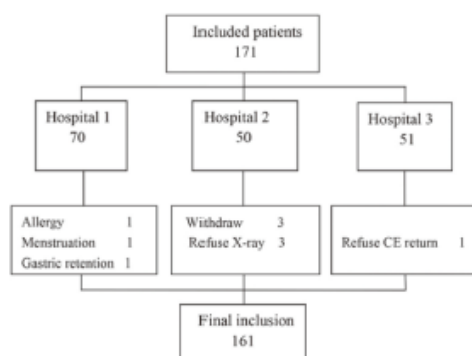 Included patients
171
Hospital 1
70
Hospital 2
50
Hospital 3
51
Allergy 1
Menstruation 1
Gastric retention 1
Withdraw 3
Refuse X-ray 3
Refuse CE return 1
Final inclusion
161